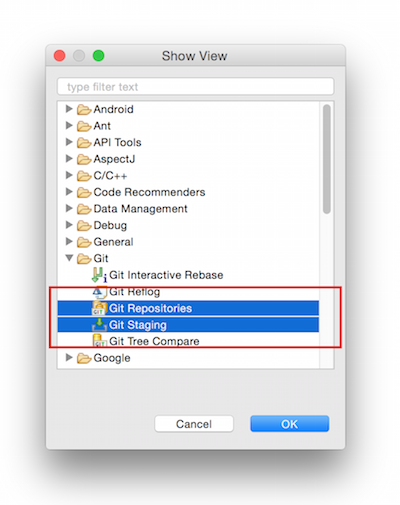 Show View
type filter text
Android
Ant
API Tools
AspectJ
C/C++
Code Recommenders
Data Management
Debug
General
Git
Git Interactive Rebase
Git Reflog
Git Repositories
Git Staging
Git Tree Compare
Google
Cancel OK